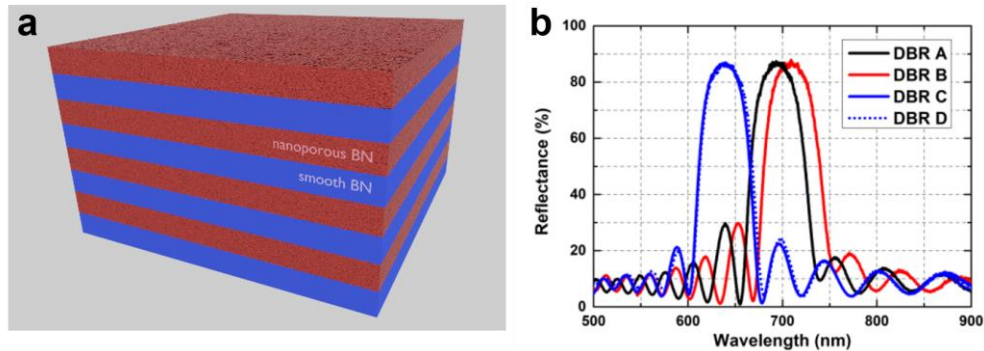 a
nanoporous BN
smooth BN
b
100
80
60
40
20
0
500
600
700
800
900
Reflectance (%)
Wavelength (nm)
DBR A
DBR B
DBR C
DBR D